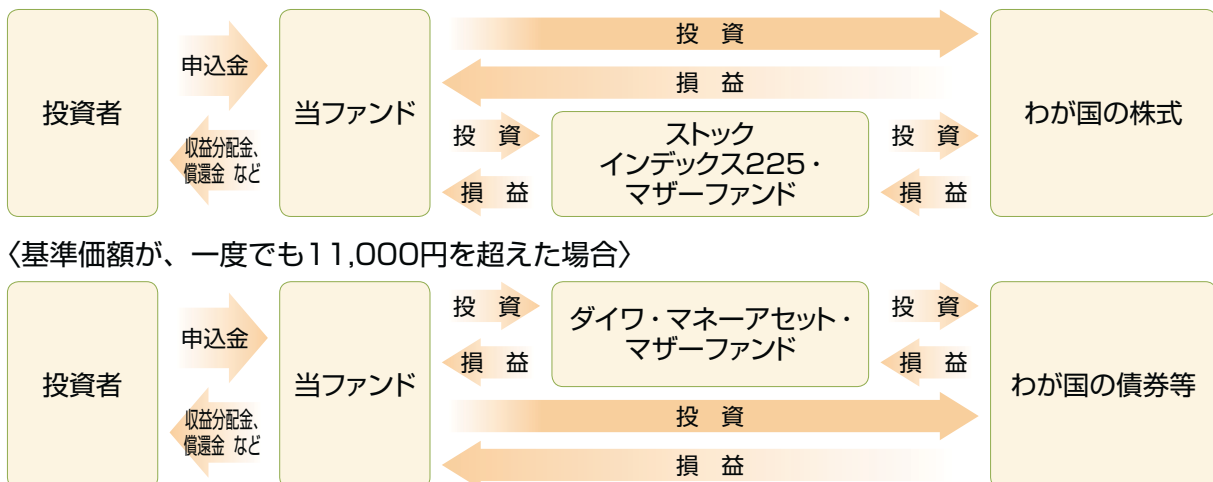 投資者
申込金
収益分配金、
償還金 など
当ファンド
投 資
損 益
投 資
損 益
ストック
インデックス225・
マザーファンド
投 資
損 益
わが国の株式
〈基準価額が、一度でも11,000円を超えた場合〉
投資者
申込金
収益分配金、
償還金 など
当ファンド
投 資
損 益
ダイワ・マネーアセット・
マザーファンド
投 資
損 益
投 資
損 益
わが国の債券等